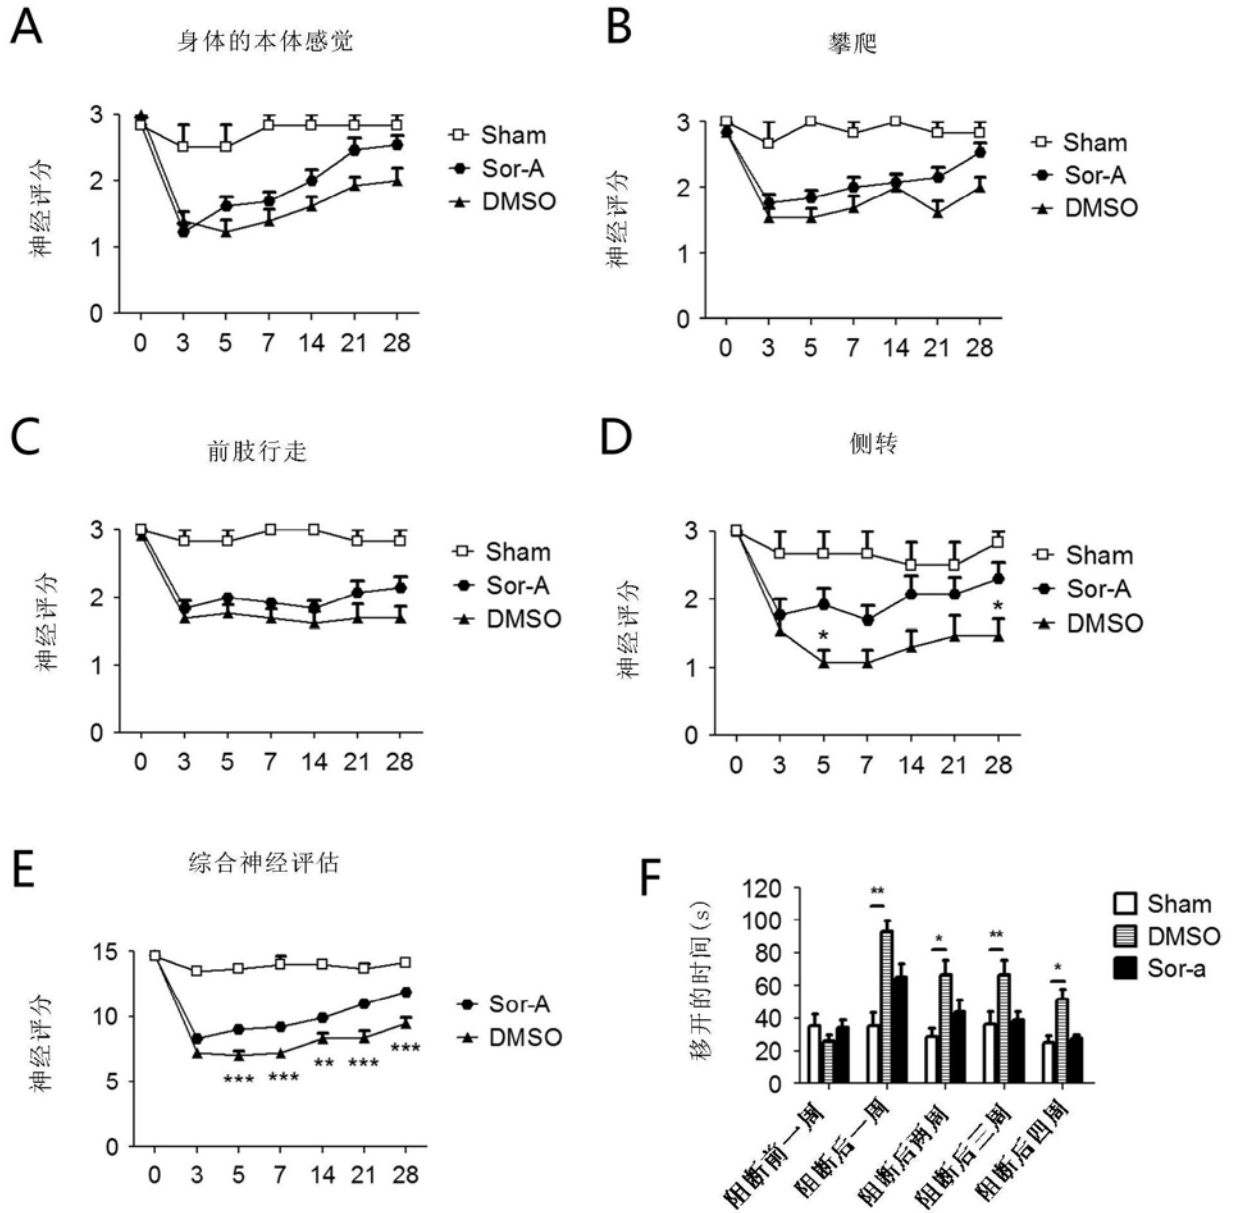 A
身体的本体感觉
神经评分
3
2
1
0
0 3 5 7 14 21 28
Sham
Sor-A
DMSO
B
攀爬
神经评分
3
2
1
0
0 3 5 7 14 21 28
Sham
Sor-A
DMSO
C
前肢行走
神经评分
3
2
1
0
0 3 5 7 14 21 28
Sham
Sor-A
DMSO
D
侧转
神经评分
3
2
1
0
*
*
0 3 5 7 14 21 28
Sham
Sor-A
DMSO
E
综合神经评估
神经评分
15
10
5
0
*** *** ** *** ***
0 3 5 7 14 21 28
Sor-A
DMSO
F
移开的时间(s)
120
100
80
60
40
20
0
** * ** *
阻断前一周
阻断后一周
阻断后两周
阻断后三周
阻断后四周
Sham
DMSO
Sor-a